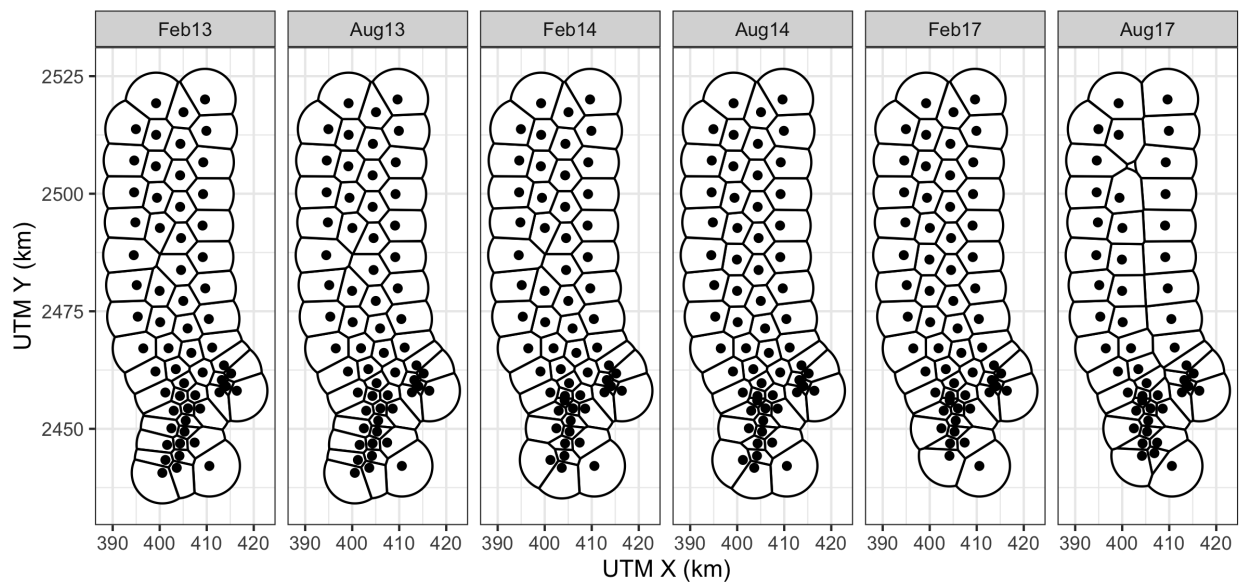 Feb13 Aug13 Feb14 Aug14 Feb17 Aug17
UTM Y (km)
2525
2500
2475
2450
390 400 410 420 390 400 410 420 390 400 410 420 390 400 410 420 390 400 410 420 390 400 410 420
UTM X (km)